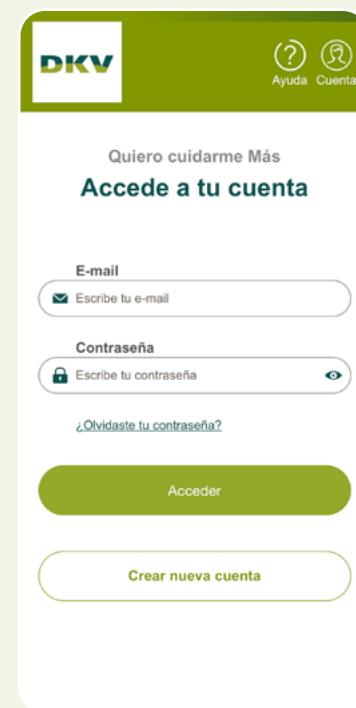 DKV
Ayuda Cuenta
Quiero cuidarme Más
Accede a tu cuenta
E-mail
Escribe tu e-mail
Contraseña
Escribe tu contraseña
¿Olvidaste tu contraseña?
Acceder
Crear nueva cuenta